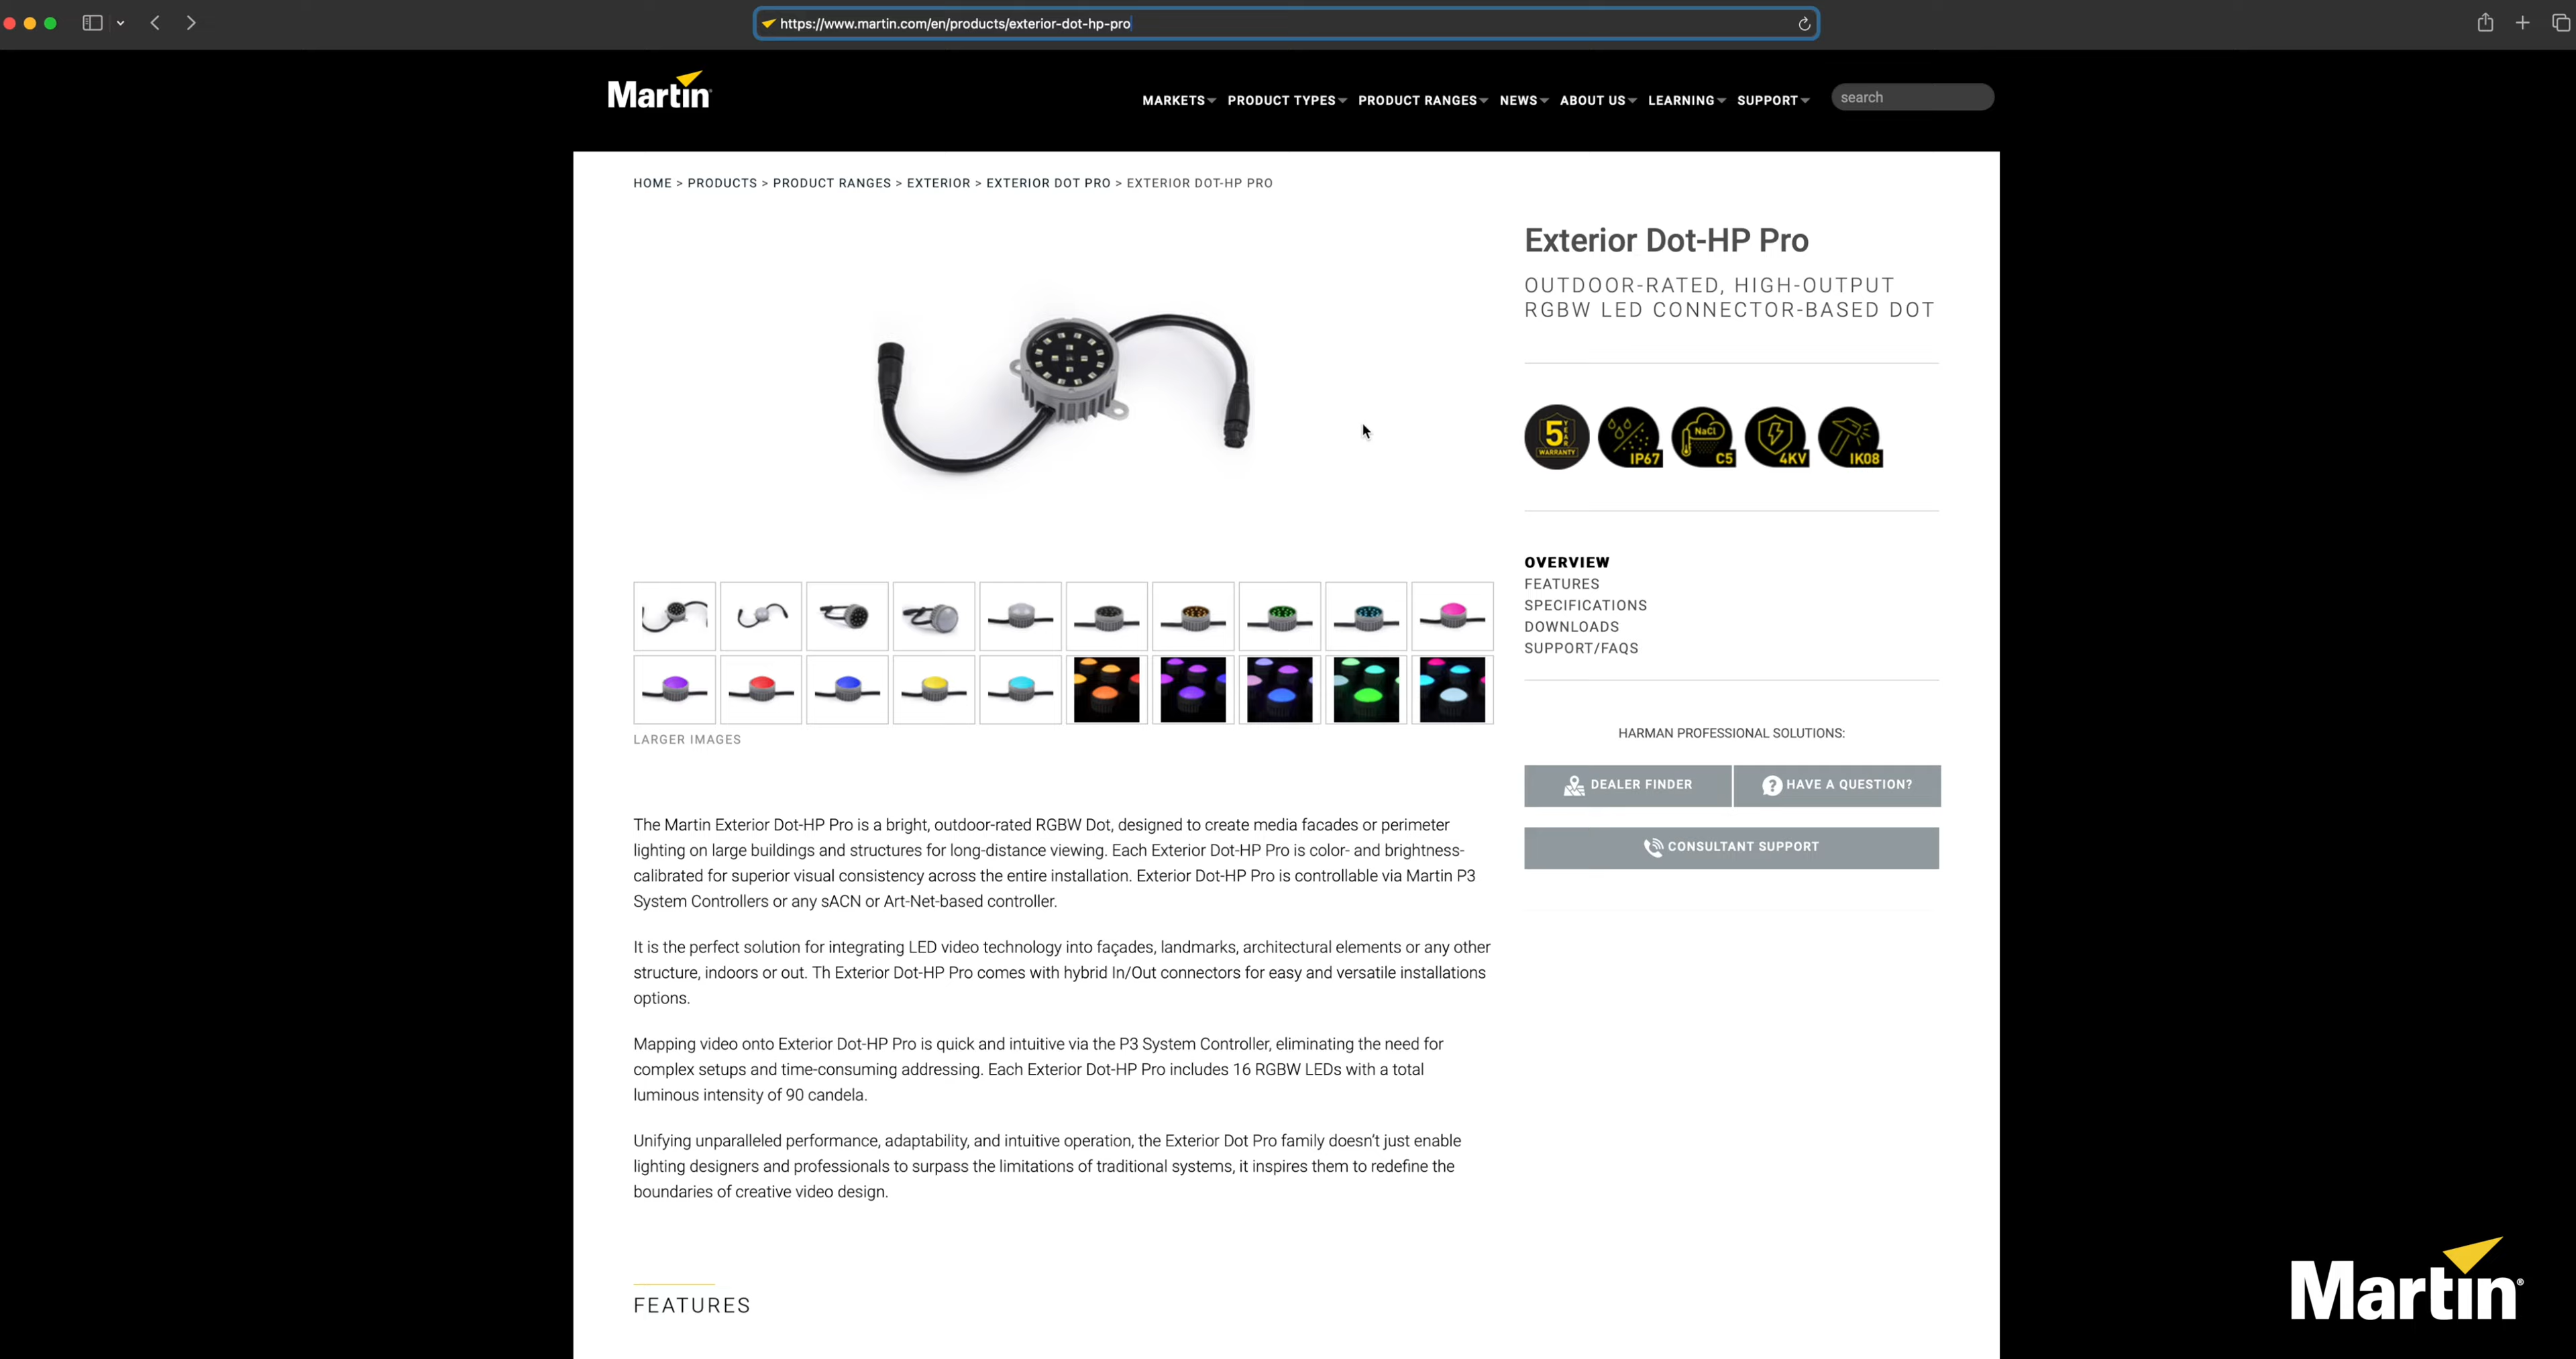 https://www.martin.com/en/products/exterior-dot-hp-pro
Martin
MARKETS PRODUCT TYPES PRODUCT RANGES NEWS ABOUT US LEARNING SUPPORT search
HOME > PRODUCTS > PRODUCT RANGES > EXTERIOR > EXTERIOR DOT PRO > EXTERIOR DOT-HP PRO
Exterior Dot-HP Pro
OUTDOOR-RATED, HIGH-OUTPUT
RGBW LED CONNECTOR-BASED DOT
5 YEAR WARRANTY
IP67
NaCl C5
4KV
IK08
OVERVIEW
FEATURES
SPECIFICATIONS
DOWNLOADS
SUPPORT/FAQS
HARMAN PROFESSIONAL SOLUTIONS:
DEALER FINDER
? HAVE A QUESTION?
CONSULTANT SUPPORT
LARGER IMAGES
The Martin Exterior Dot-HP Pro is a bright, outdoor-rated RGBW Dot, designed to create media facades or perimeter
lighting on large buildings and structures for long-distance viewing. Each Exterior Dot-HP Pro is color- and brightness-
calibrated for superior visual consistency across the entire installation. Exterior Dot-HP Pro is controllable via Martin P3
System Controllers or any sACN or Art-Net-based controller.
It is the perfect solution for integrating LED video technology into façades, landmarks, architectural elements or any other
structure, indoors or out. Th Exterior Dot-HP Pro comes with hybrid In/Out connectors for easy and versatile installations
options.
Mapping video onto Exterior Dot-HP Pro is quick and intuitive via the P3 System Controller, eliminating the need for
complex setups and time-consuming addressing. Each Exterior Dot-HP Pro includes 16 RGBW LEDs with a total
luminous intensity of 90 candela.
Unifying unparalleled performance, adaptability, and intuitive operation, the Exterior Dot Pro family doesn't just enable
lighting designers and professionals to surpass the limitations of traditional systems, it inspires them to redefine the
boundaries of creative video design.
FEATURES
Martin®